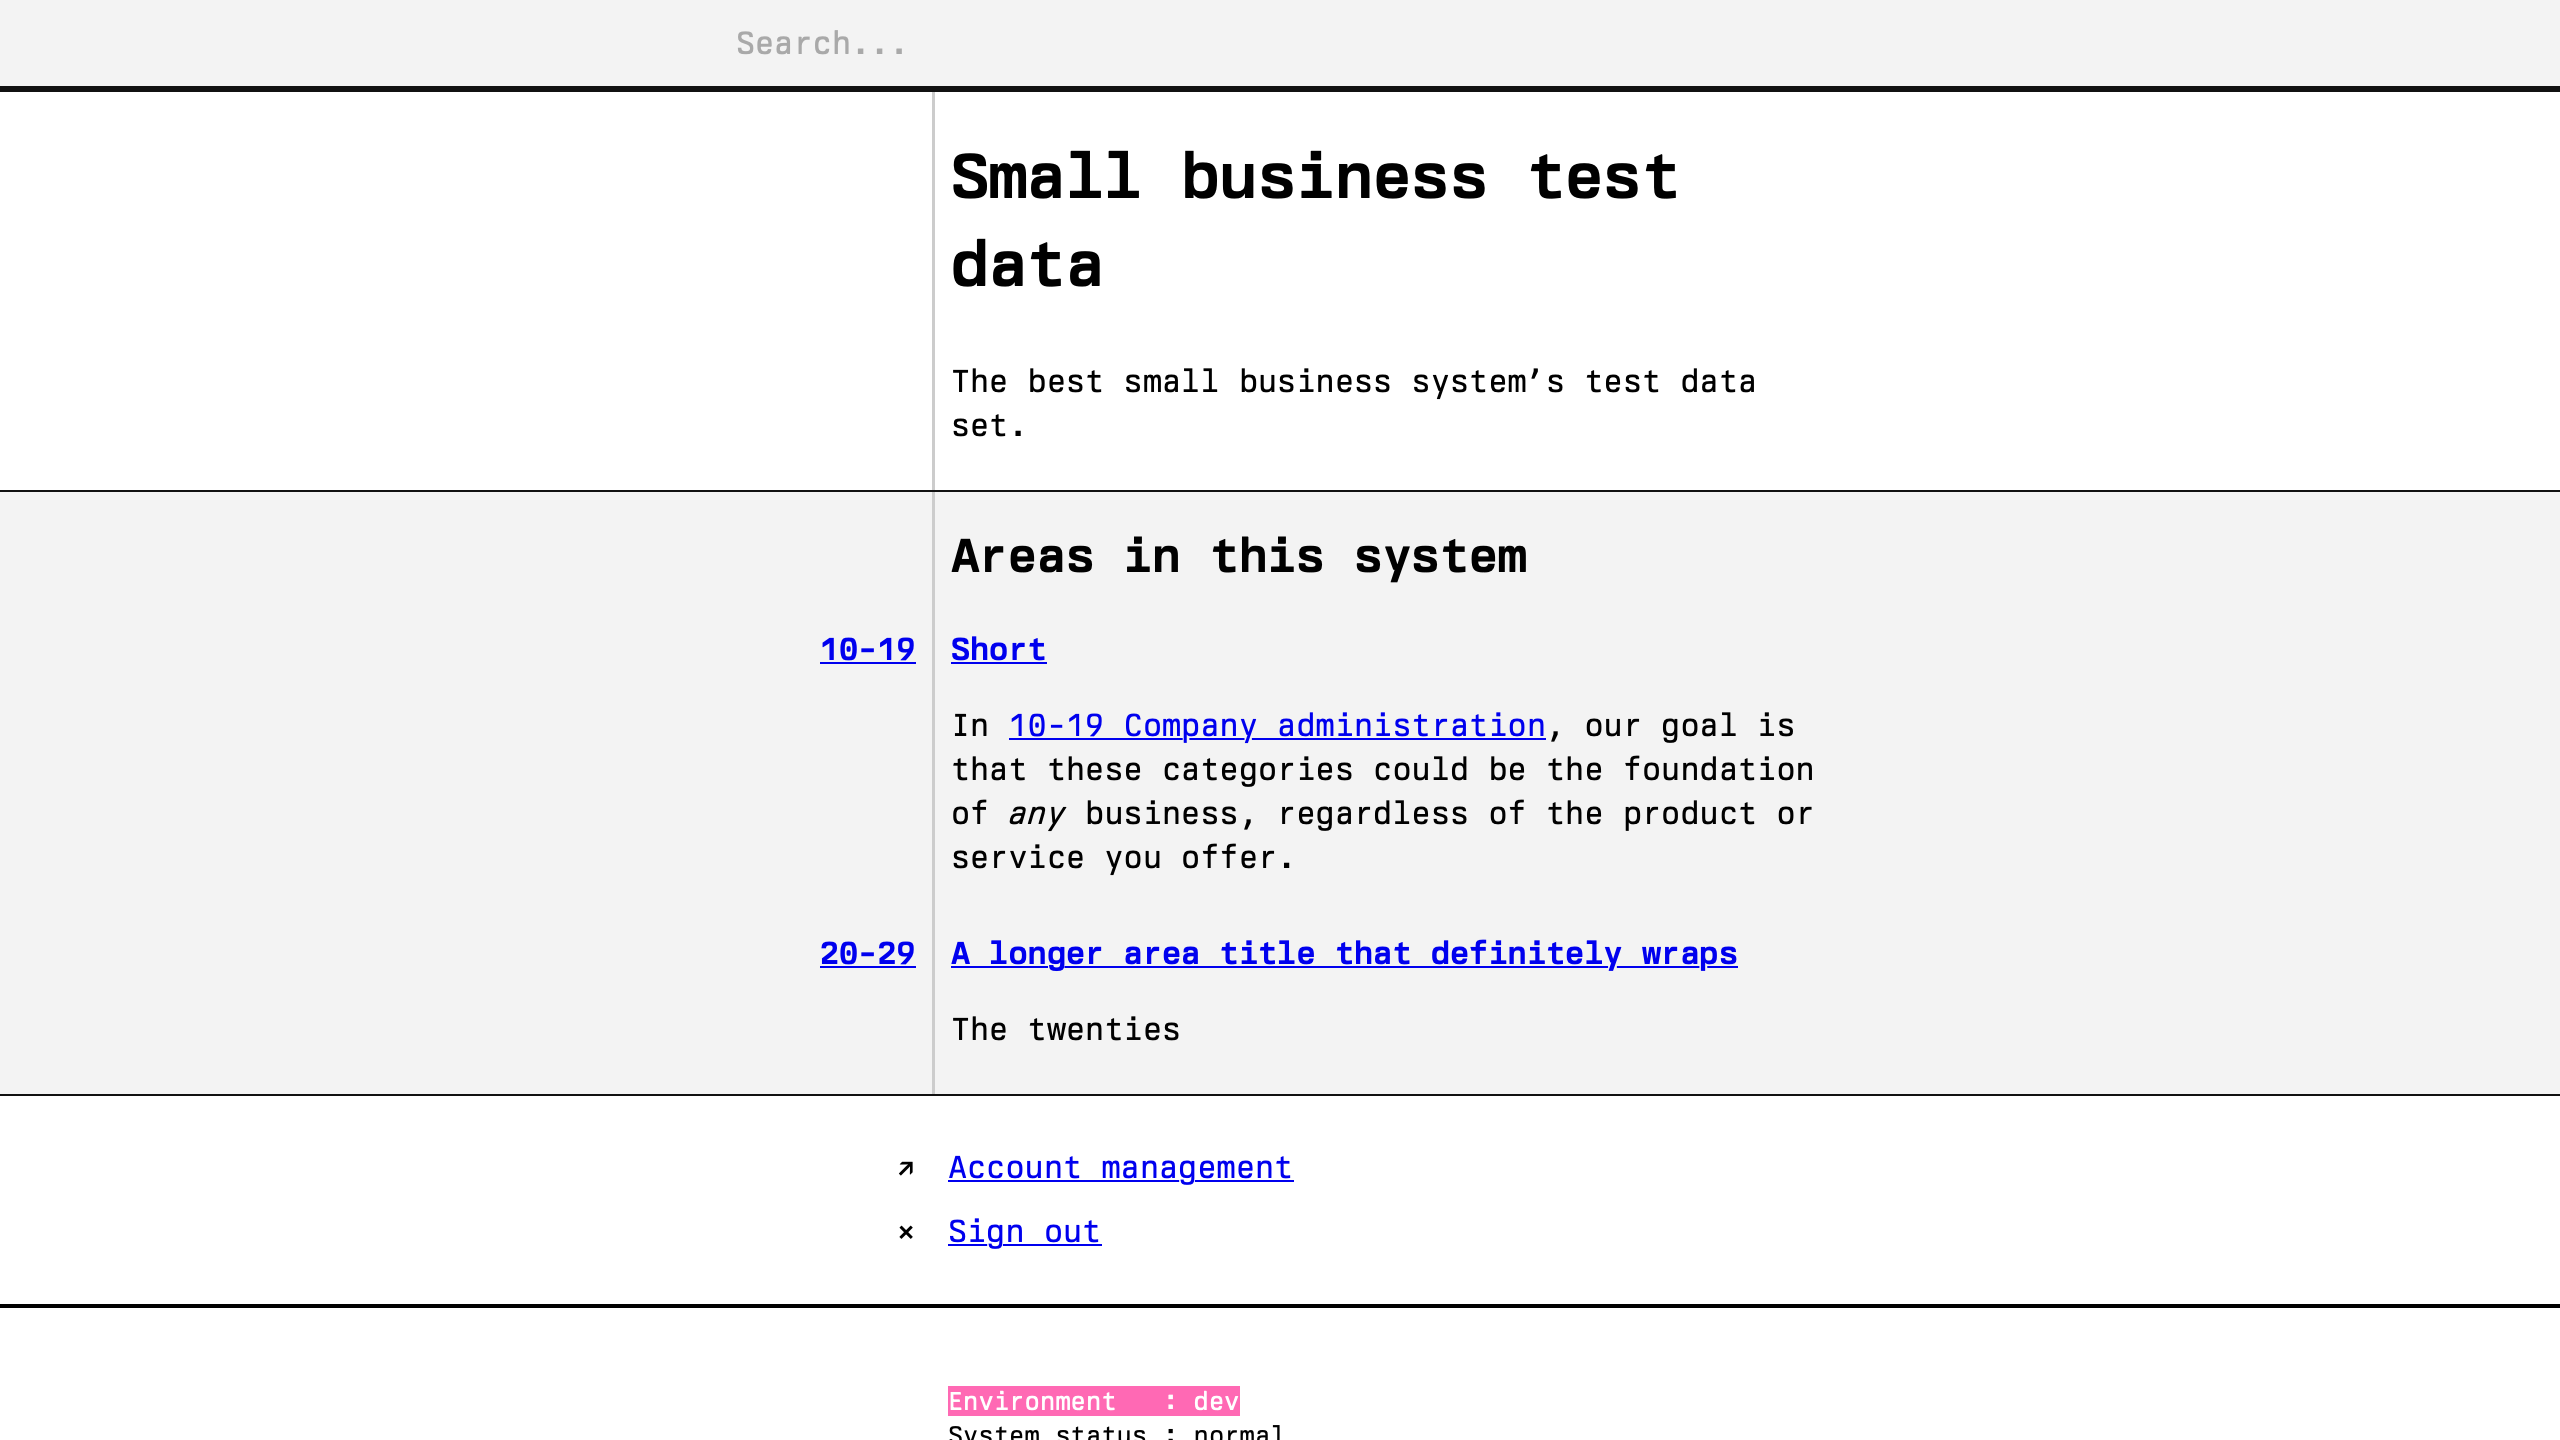 Search...
Small business test
data
The best small business system’s test data
set.
Areas in this system
10-19 Short
In 10-19 Company administration, our goal is
that these categories could be the foundation
of any business, regardless of the product or
service you offer.
20-29 A longer area title that definitely wraps
The twenties
↗ Account management
× Sign out
Environment : dev
System status : normal